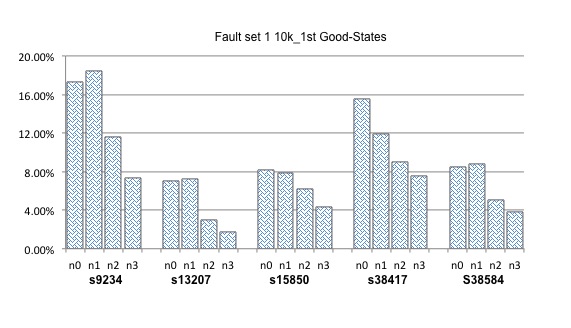 Fault set 1 10k_1st Good-States
20.00%
16.00%
12.00%
8.00%
4.00%
0.00%
n0 n1 n2 n3 n0 n1 n2 n3 n0 n1 n2 n3 n0 n1 n2 n3 n0 n1 n2 n3
s9234 s13207 s15850 s38417 S38584